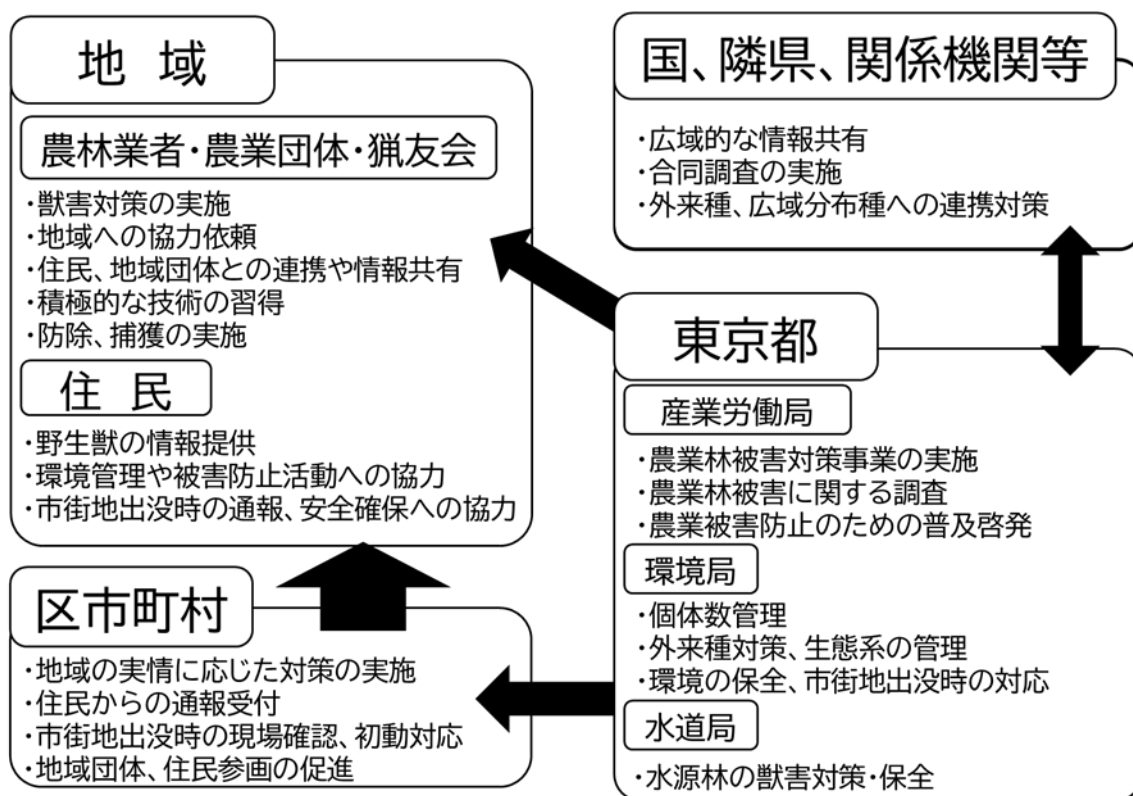 地 域
農林業者・農業団体・猟友会
・獣害対策の実施
・地域への協力依頼
・住民、地域団体との連携や情報共有
・積極的な技術の習得
・防除、捕獲の実施
住 民
・野生獣の情報提供
・環境管理や被害防止活動への協力
・市街地出没時の通報、安全確保への協力
区市町村
・地域の実情に応じた対策の実施
・住民からの通報受付
・市街地出没時の現場確認、初動対応
・地域団体、住民参画の促進
国、隣県、関係機関等
・広域的な情報共有
・合同調査の実施
・外来種、広域分布種への連携対策
東京都
産業労働局
・農業林被害対策事業の実施
・農業林被害に関する調査
・農業被害防止のための普及啓発
環境局
・個体数管理
・外来種対策、生態系の管理
・環境の保全、市街地出没時の対応
水道局
・水源林の獣害対策・保全